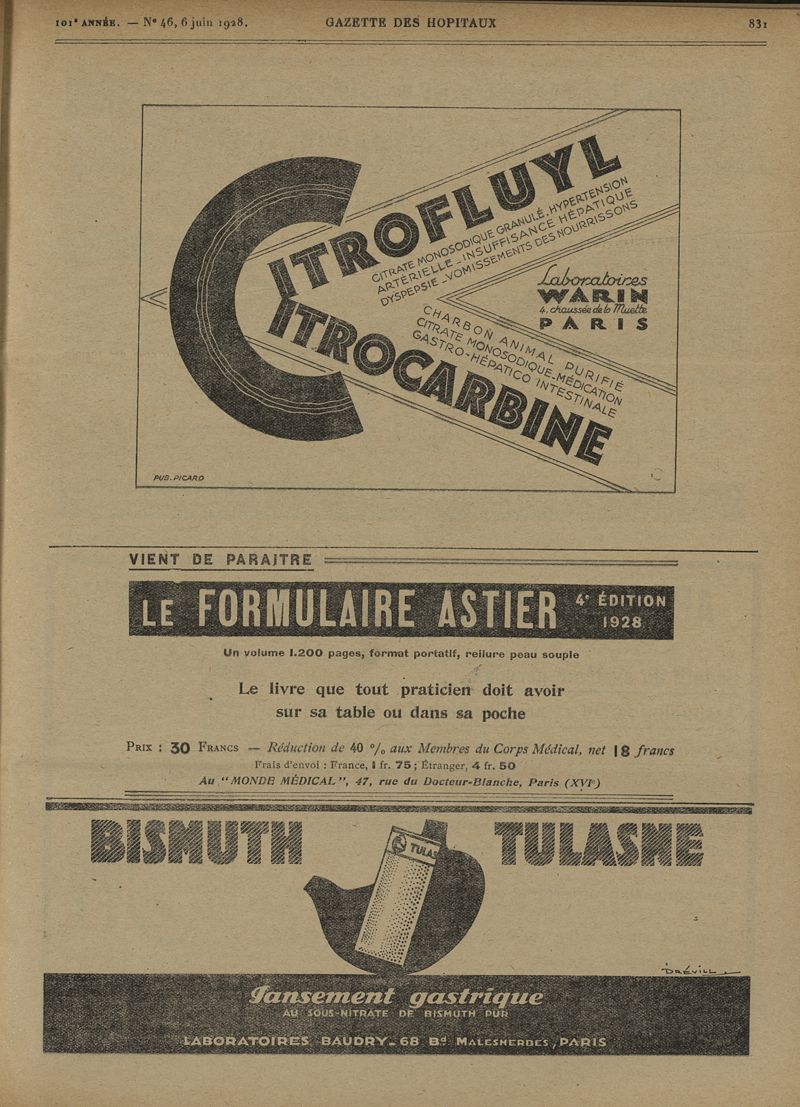 101e ANNÉE. — No 46, 6 juin 1928. GAZETTE DES HOPITAUX 831
CITROFLUYL
CITRATE MONOSODIQUE GRANULÉ. HYPERTENSION
ARTÉRIELLE - INSUFFISANCE HÉPATIQUE
DYSPEPSIE - VOMISSEMENTS DES NOURRISSONS
Laboratoires
WARIN
4, chaussée de la Muette
PARIS
CHARBON ANIMAL PURIFIÉ
CITRATE MONOSODIQUE-MÉDICATION
GASTRO-HÉPATICO INTESTINALE
CITROCARBINE
PUB. PICARD
VIENT DE PARAITRE
LE FORMULAIRE ASTIER 4e ÉDITION
1928
Un volume 1.200 pages, format portatif, reliure peau souple
Le livre que tout praticien doit avoir
sur sa table ou dans sa poche
PRIX : 30 FRANCS — Réduction de 40 % aux Membres du Corps Médical, net 18 francs
Frais d'envoi : France, 1 fr. 75 ; Étranger, 4 fr. 50
Au "MONDE MÉDICAL", 47, rue du Docteur-Blanche, Paris (XVIe)
BISMUTH TULASNE
TULAS
DRÉVILL
Pansement gastrique
AU SOUS-NITRATE DE BISMUTH PUR
LABORATOIRES BAUDRY - 68 Bd MALESHERBES, PARIS